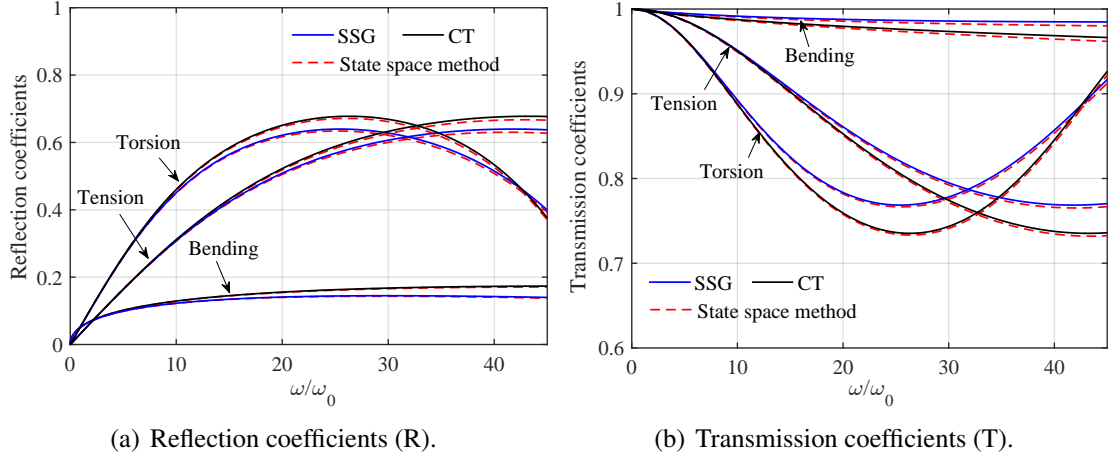 1
0.8
0.6
0.4
0.2
0
Reflection coefficients
SSG
CT
State space method
Torsion
Tension
Bending
0 10 20 30 40
ω/ω0
(a) Reflection coefficients (R).
1
0.9
0.8
0.7
0.6
Transmission coefficients
Bending
Tension
Torsion
SSG
CT
State space method
0 10 20 30 40
ω/ω0
(b) Transmission coefficients (T).